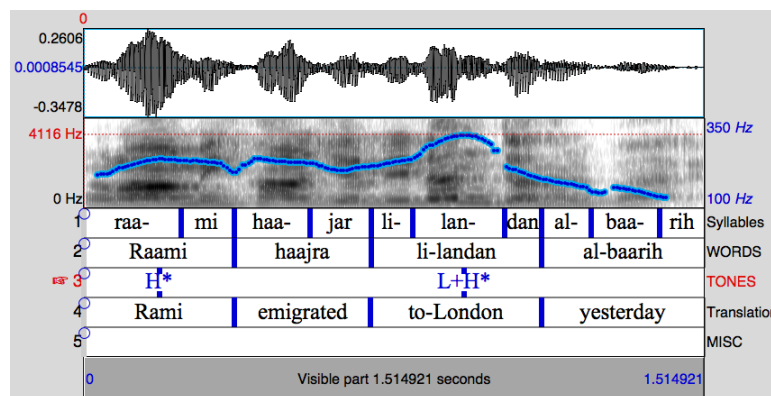 0
0.2606
0.0008545
-0.3478
4116 Hz 350 Hz
0 Hz 100 Hz
1 raa- mi haa- jar li- lan- dan al- baa- rih Syllables
2 Raami haajra li-landan al-baarih WORDS
3 H* L+H* TONES
4 Rami emigrated to-London yesterday Translation
5 MISC
0 Visible part 1.514921 seconds 1.514921